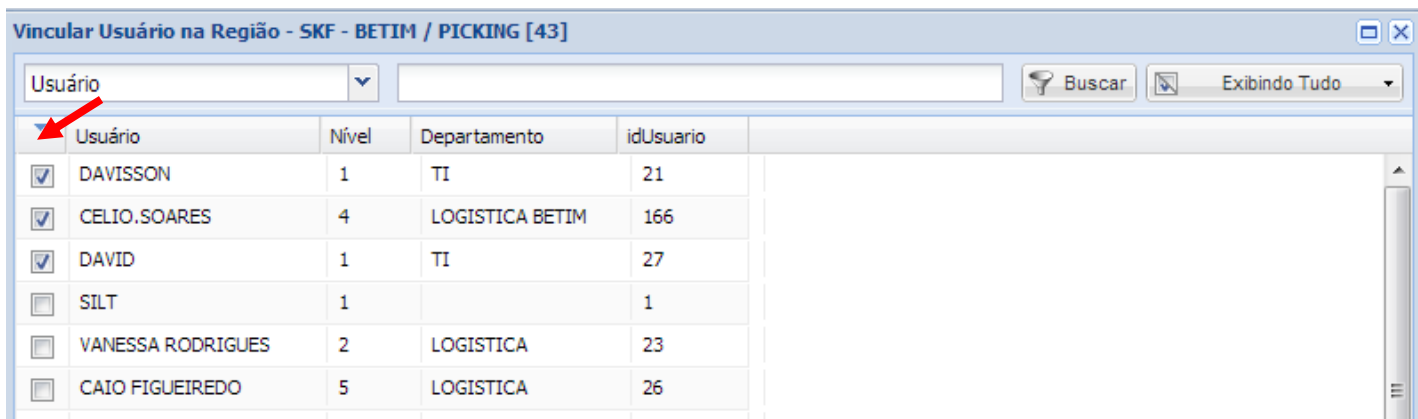 Vincular Usuário na Região - SKF - BETIM / PICKING [43]
Usuário Buscar Exibindo Tudo
Usuário Nível Departamento idUsuario
DAVISSON 1 TI 21
CELIO.SOARES 4 LOGISTICA BETIM 166
DAVID 1 TI 27
SILT 1 1
VANESSA RODRIGUES 2 LOGISTICA 23
CAIO FIGUEIREDO 5 LOGISTICA 26